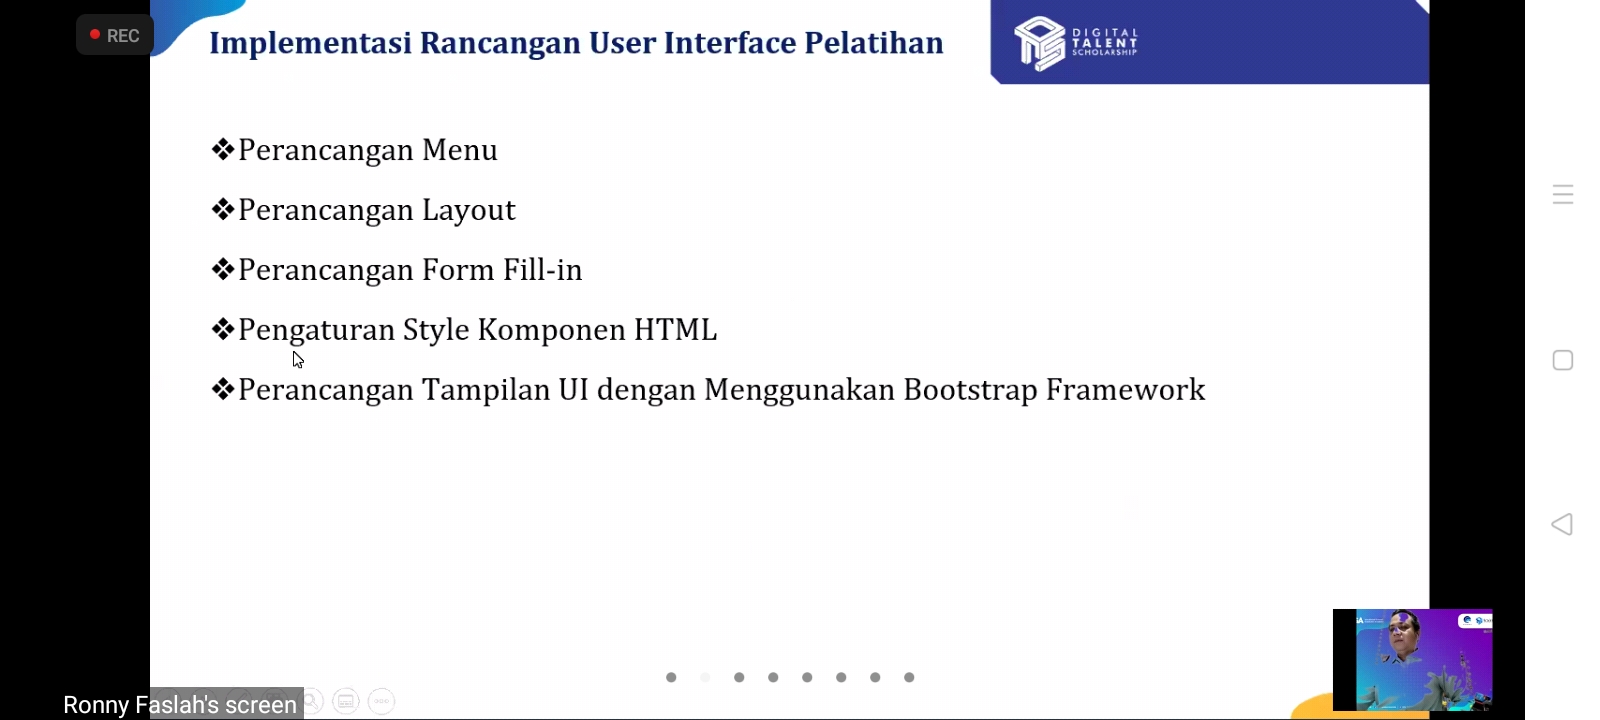 REC
Implementasi Rancangan User Interface Pelatihan
DIGITAL
TALENT
SCHOLARSHIP
❖Perancangan Menu
❖Perancangan Layout
❖Perancangan Form Fill-in
❖Pengaturan Style Komponen HTML
❖Perancangan Tampilan UI dengan Menggunakan Bootstrap Framework
Ronny Faslah's screen